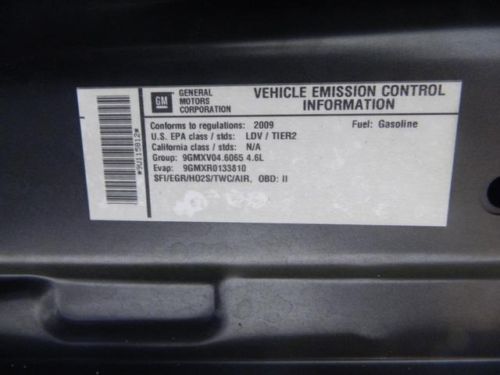 GM
GENERAL
MOTORS
CORPORATION
VEHICLE EMISSION CONTROL
INFORMATION
Conforms to regulations: 2009 Fuel: Gasoline
U.S. EPA class / stds: LDV / TIER2
California class / stds: N/A
Group: 9GMXV04.6065 4.6L
Evap: 9GMXR0133810
SFI/EGR/HO2S/TWC/AIR, OBD: II
*9U115812*